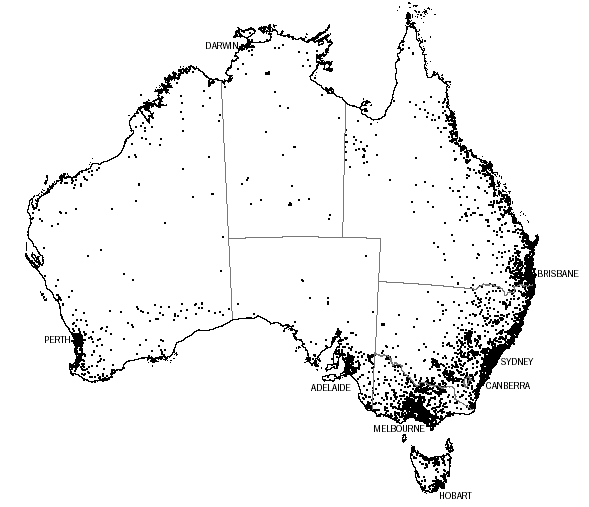 DARWIN
BRISBANE
PERTH
SYDNEY
ADELAIDE
CANBERRA
MELBOURNE
HOBART